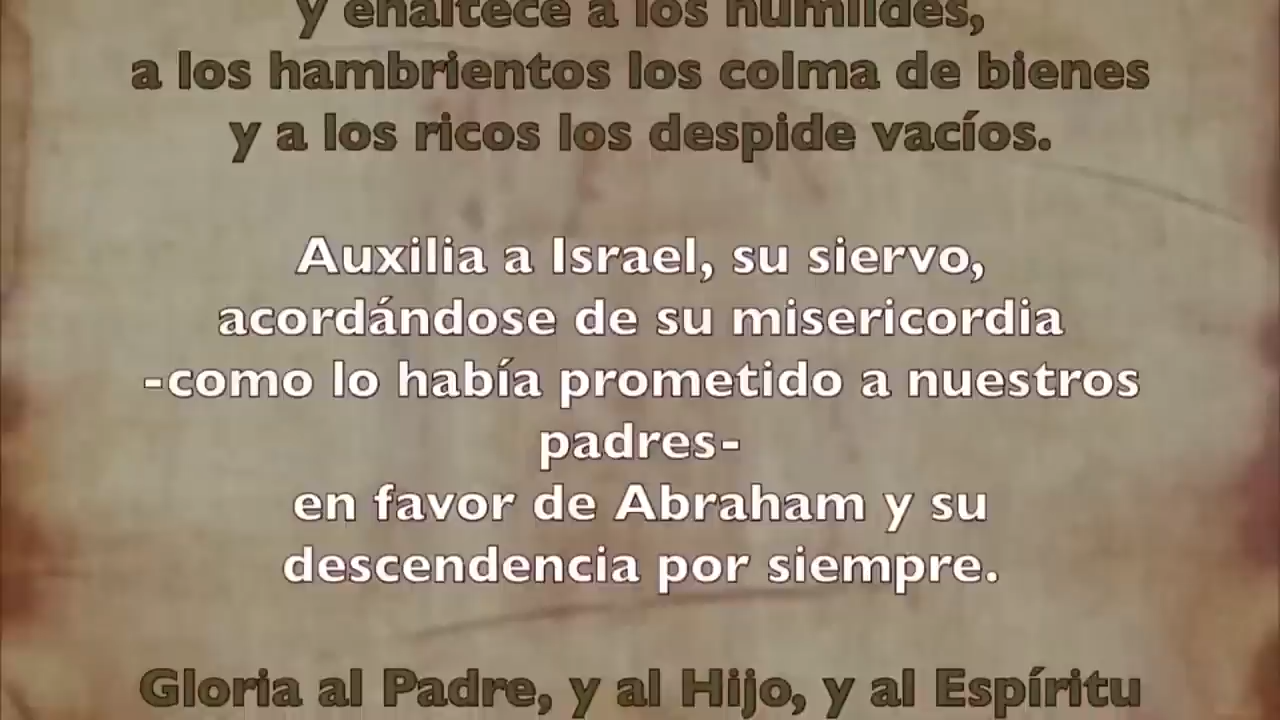 y enaltece a los humildes,
a los hambrientos los colma de bienes
y a los ricos los despide vacíos.
Auxilia a Israel, su siervo,
acordándose de su misericordia
-como lo había prometido a nuestros
padres-
en favor de Abraham y su
descendencia por siempre.
Gloria al Padre, y al Hijo, y al Espíritu